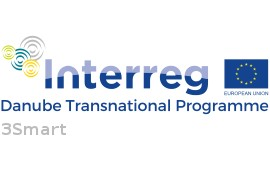 Interreg
EUROPEAN UNION
Danube Transnational Programme
3Smart